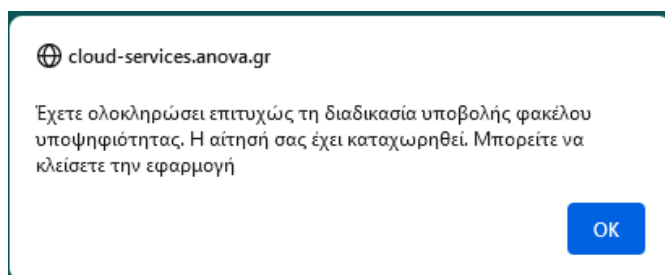 cloud-services.anova.gr
Έχετε ολοκληρώσει επιτυχώς τη διαδικασία υποβολής φακέλου
υποψηφιότητας. Η αίτησή σας έχει καταχωρηθεί. Μπορείτε να
κλείσετε την εφαρμογή
OK